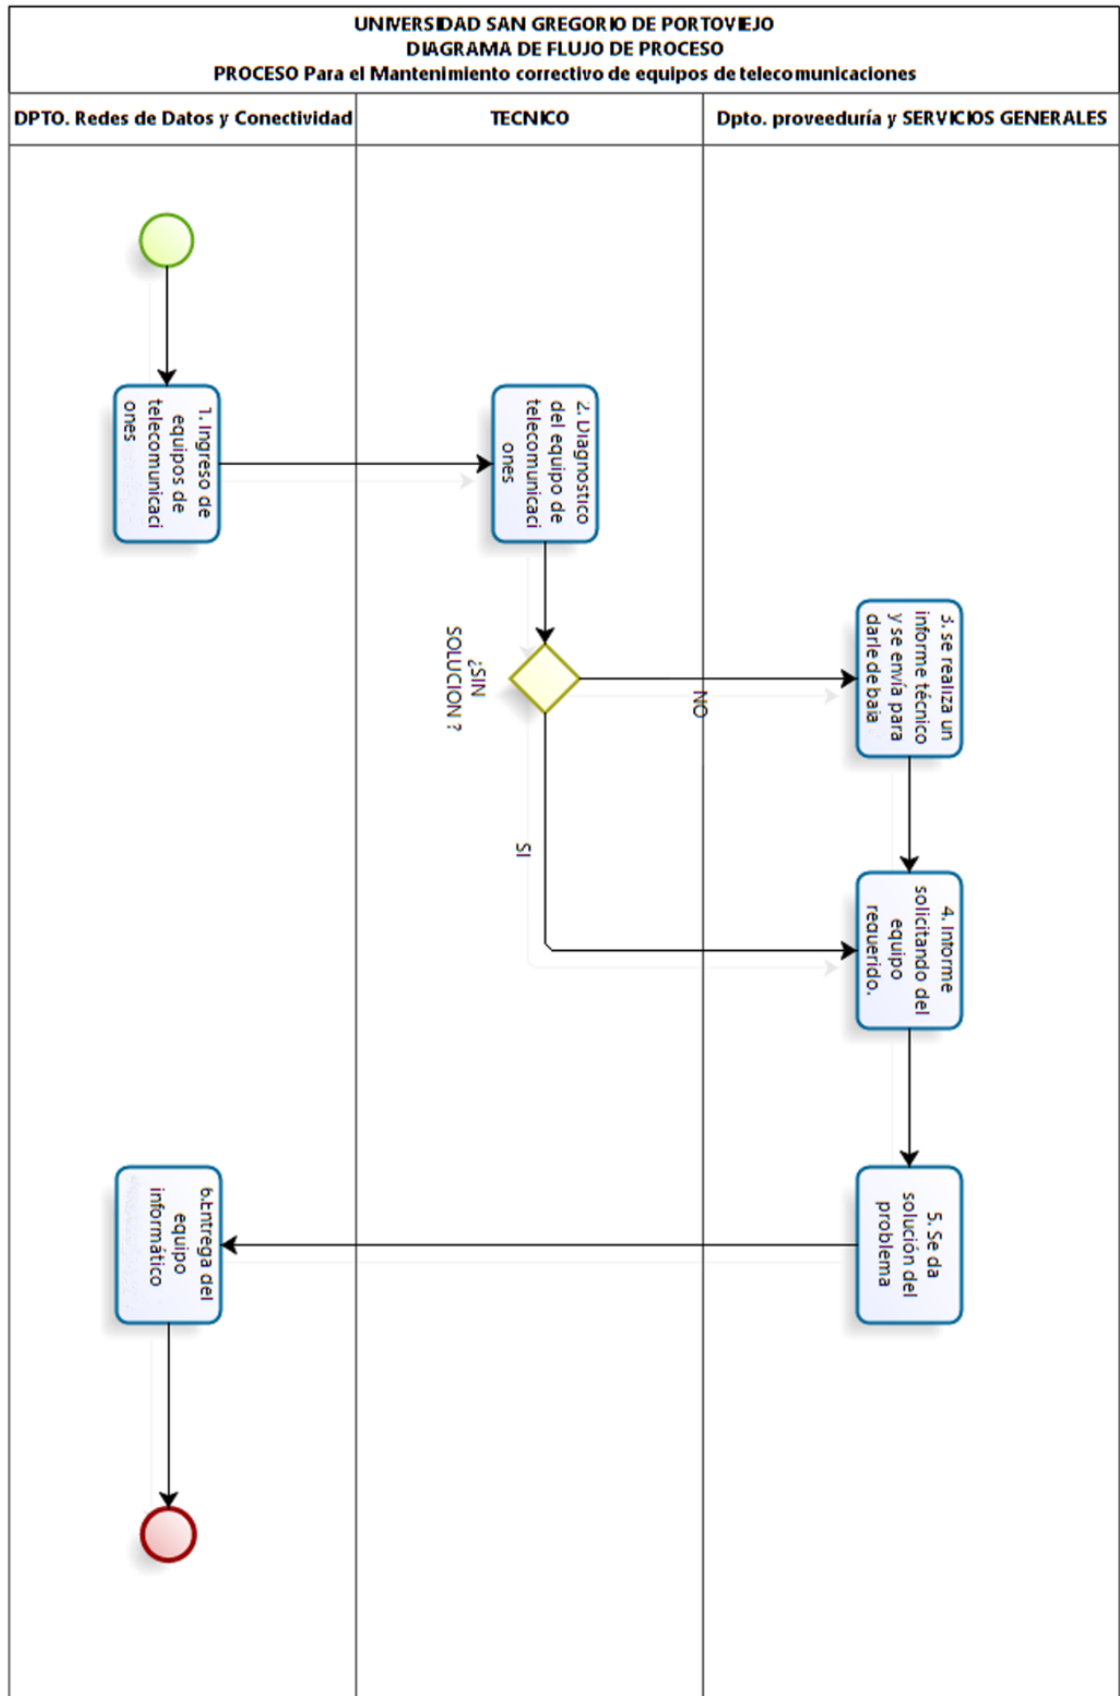 UNIVERSIDAD SAN GREGORIO DE PORTOVIEJO
DIAGRAMA DE FLUJO DE PROCESO
PROCESO Para el Mantenimiento correctivo de equipos de telecomunicaciones
DPTO. Redes de Datos y Conectividad
TECNICO
Dpto. proveeduría y SERVICIOS GENERALES
1. Ingreso de
equipos de
telecomunicaci
ones
2. Diagnostico
del equipo de
telecomunicaci
ones
¿SIN
SOLUCION ?
NO
SI
3. se realiza un
informe técnico
y se envía para
darle de baja
4. Informe
solicitando del
equipo
requerido.
5. Se da
solución del
problema
6.Entrega del
equipo
informático